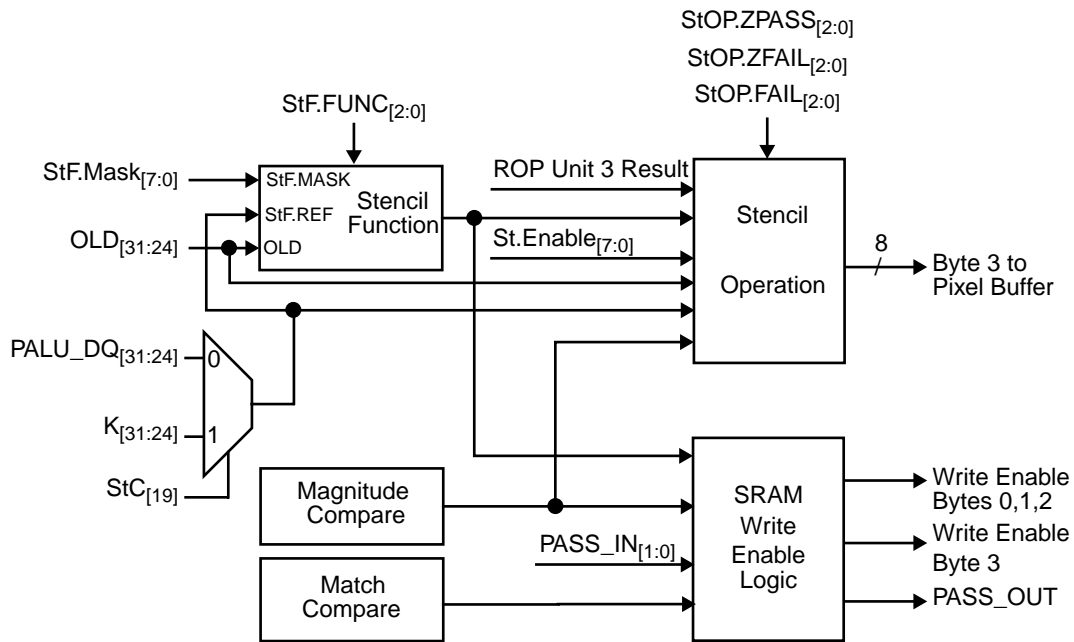 StOP.ZPASS[2:0]
StOP.ZFAIL[2:0]
StOP.FAIL[2:0]
StF.FUNC[2:0]
StF.Mask[7:0]
StF.MASK
Stencil
Function
StF.REF
OLD[31:24]
OLD
ROP Unit 3 Result
St.Enable[7:0]
Stencil
Operation
8
Byte 3 to
Pixel Buffer
PALU_DQ[31:24]
0
K[31:24]
1
StC[19]
Magnitude
Compare
PASS_IN[1:0]
Match
Compare
SRAM
Write
Enable
Logic
Write Enable
Bytes 0,1,2
Write Enable
Byte 3
PASS_OUT